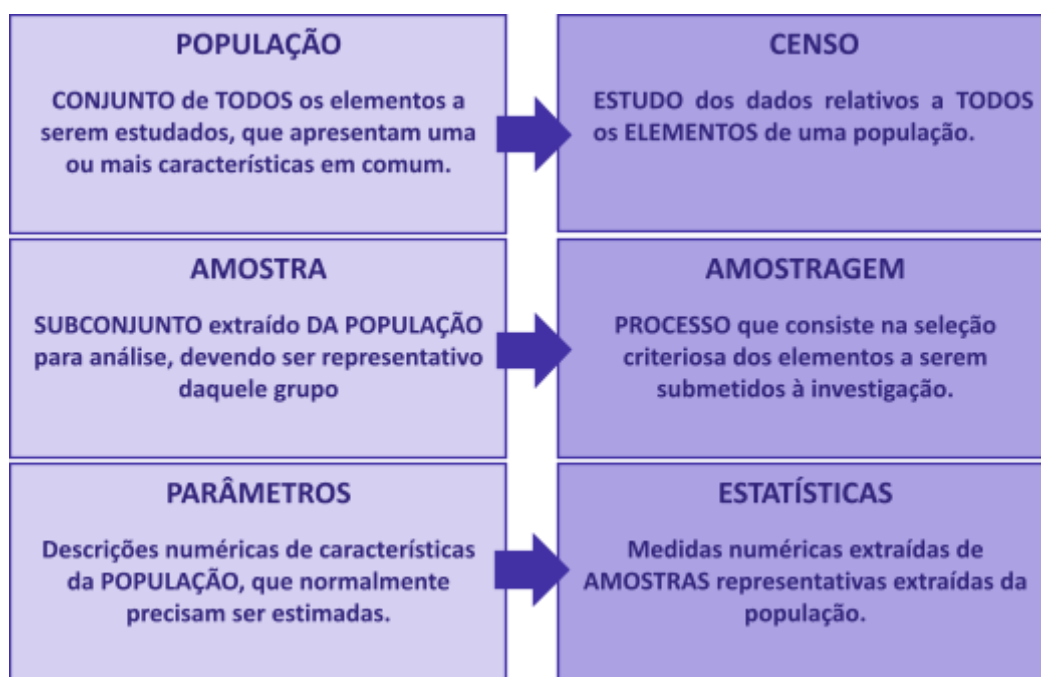 POPULAÇÃO
CONJUNTO de TODOS os elementos a
serem estudados, que apresentam uma
ou mais características em comum.
CENSO
ESTUDO dos dados relativos a TODOS
os ELEMENTOS de uma população.
AMOSTRA
SUBCONJUNTO extraído DA POPULAÇÃO
para análise, devendo ser representativo
daquele grupo
AMOSTRAGEM
PROCESSO que consiste na seleção
criteriosa dos elementos a serem
submetidos à investigação.
PARÂMETROS
Descrições numéricas de características
da POPULAÇÃO, que normalmente
precisam ser estimadas.
ESTATÍSTICAS
Medidas numéricas extraídas de
AMOSTRAS representativas extraídas da
população.